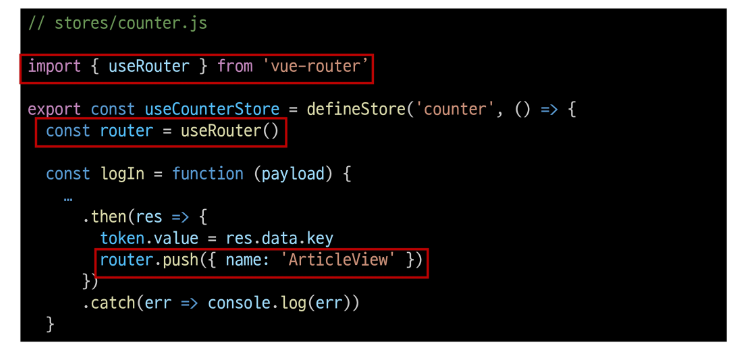 // stores/counter.js
import { useRouter } from 'vue-router’
export const useCounterStore = defineStore('counter', () => {
const router = useRouter()
const logIn = function (payload) {
…
.then(res => {
token.value = res.data.key
router.push({ name: 'ArticleView' })
})
.catch(err => console.log(err))
}